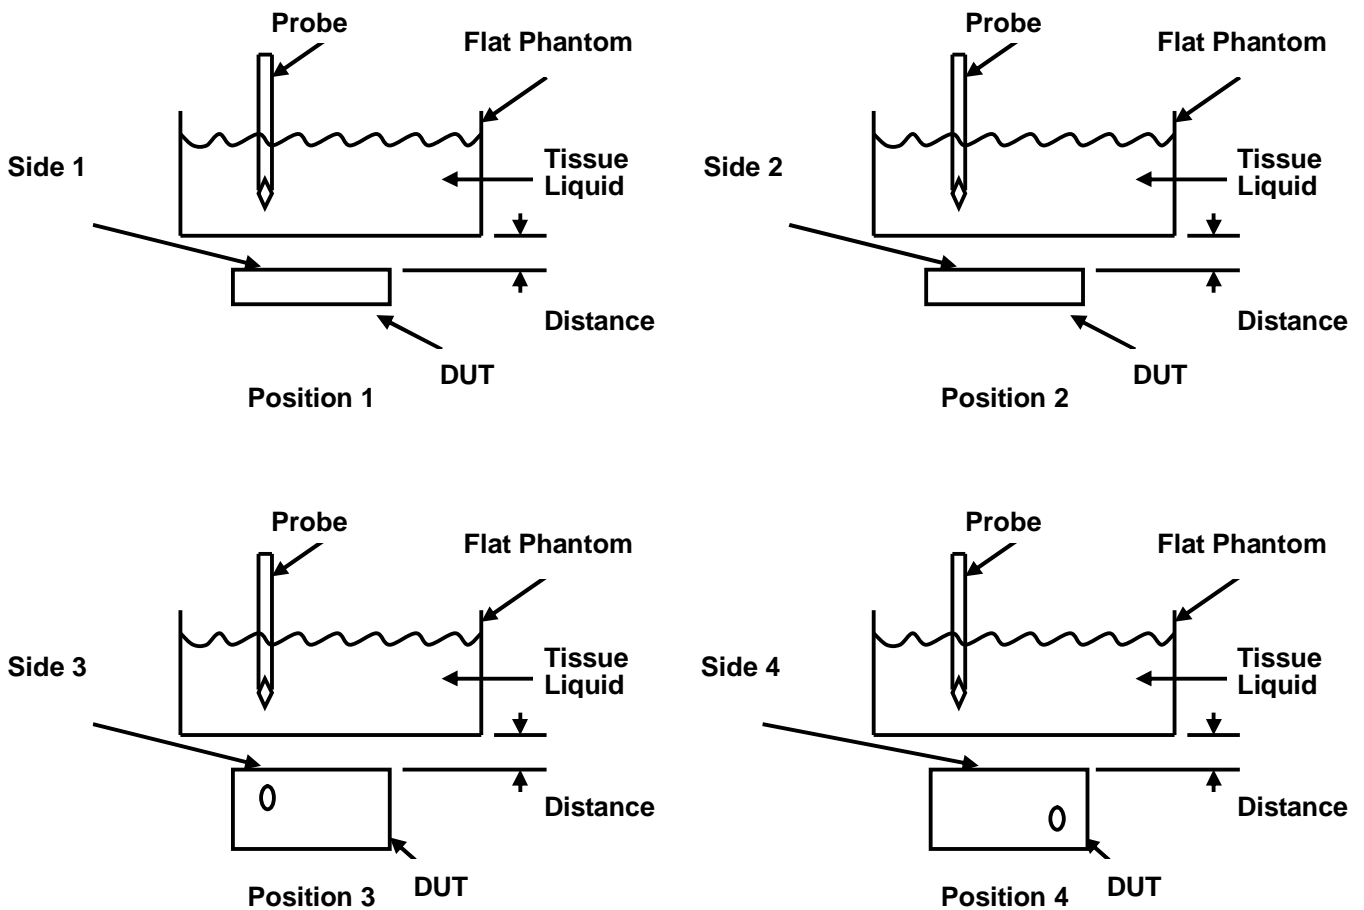 Probe
Flat Phantom
Side 1
Tissue
Liquid
Distance
DUT
Position 1
Probe
Flat Phantom
Side 2
Tissue
Liquid
Distance
DUT
Position 2
Probe
Flat Phantom
Side 3
Tissue
Liquid
Distance
DUT
Position 3
Probe
Flat Phantom
Side 4
Tissue
Liquid
Distance
DUT
Position 4